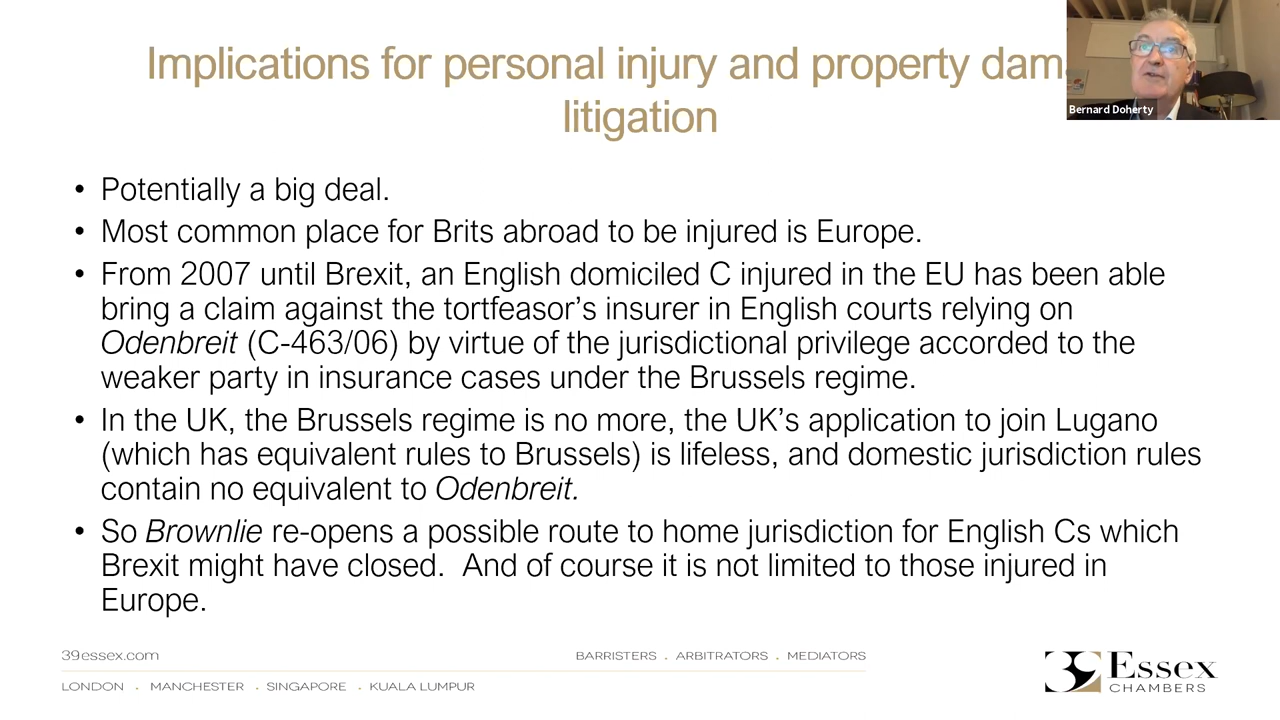 Implications for personal injury and property dam
litigation
Bernard Doherty
• Potentially a big deal.
• Most common place for Brits abroad to be injured is Europe.
• From 2007 until Brexit, an English domiciled C injured in the EU has been able
bring a claim against the tortfeasor’s insurer in English courts relying on
Odenbreit (C-463/06) by virtue of the jurisdictional privilege accorded to the
weaker party in insurance cases under the Brussels regime.
• In the UK, the Brussels regime is no more, the UK’s application to join Lugano
(which has equivalent rules to Brussels) is lifeless, and domestic jurisdiction rules
contain no equivalent to Odenbreit.
• So Brownlie re-opens a possible route to home jurisdiction for English Cs which
Brexit might have closed.  And of course it is not limited to those injured in
Europe.
39essex.com
BARRISTERS . ARBITRATORS . MEDIATORS
LONDON . MANCHESTER . SINGAPORE . KUALA LUMPUR
39 Essex
CHAMBERS